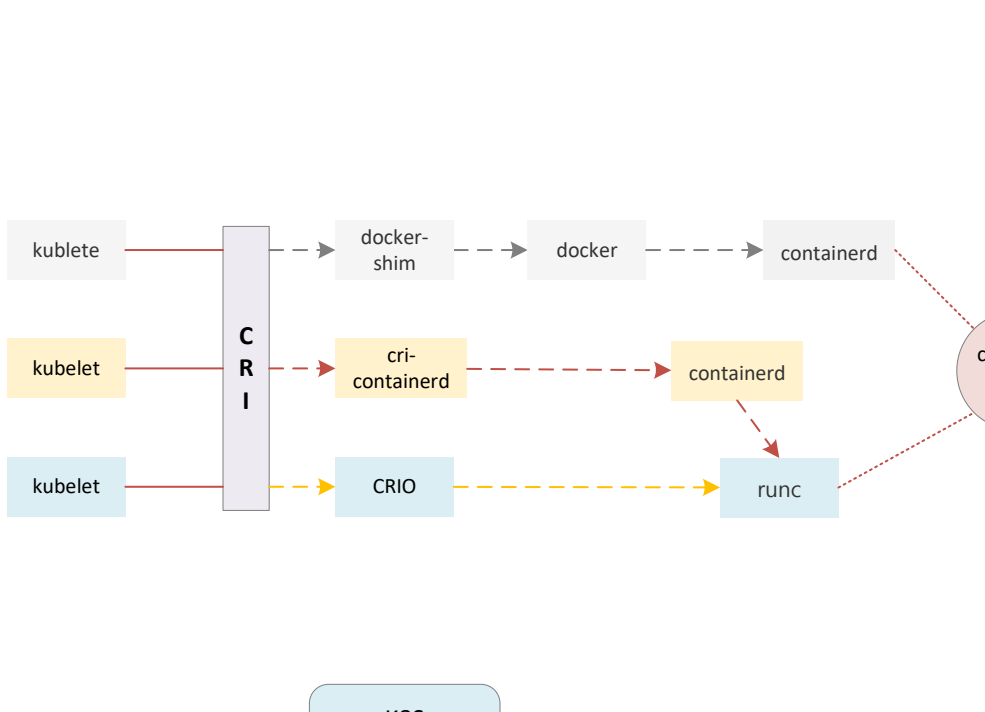 kublete
docker-
shim
docker
containerd
C
R
I
kubelet
cri-
containerd
containerd
kubelet
CRIO
runc